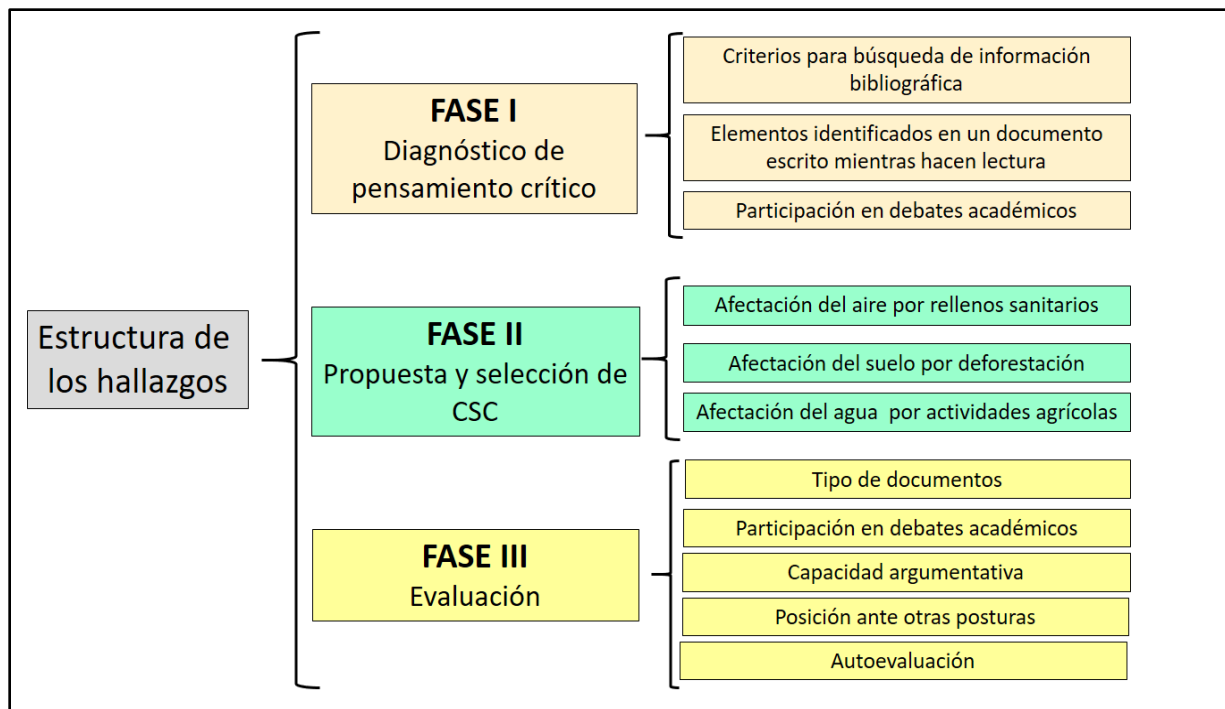 Estructura de
los hallazgos
FASE I
Diagnóstico de
pensamiento crítico
Criterios para búsqueda de información
bibliográfica
Elementos identificados en un documento
escrito mientras hacen lectura
Participación en debates académicos
FASE II
Propuesta y selección de
CSC
Afectación del aire por rellenos sanitarios
Afectación del suelo por deforestación
Afectación del agua por actividades agrícolas
FASE III
Evaluación
Tipo de documentos
Participación en debates académicos
Capacidad argumentativa
Posición ante otras posturas
Autoevaluación